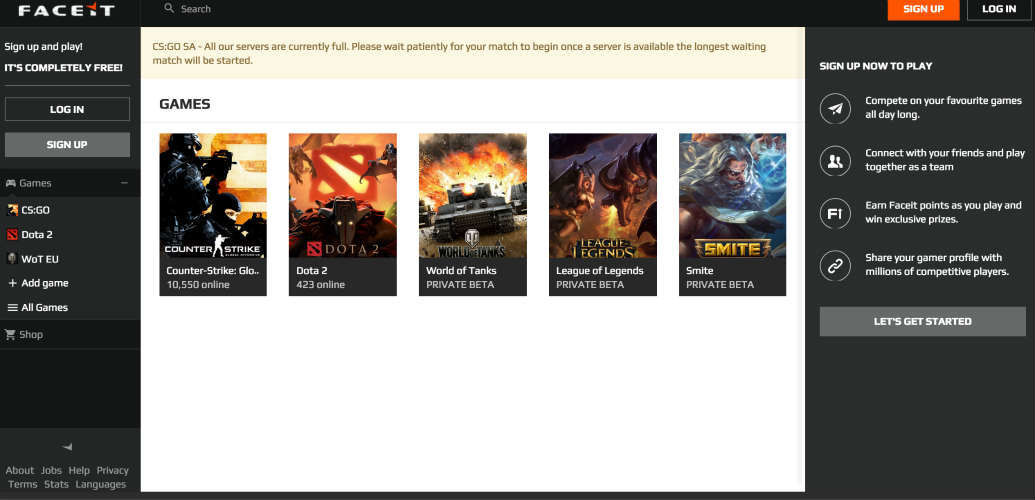 FACEIT
Search
SIGN UP
LOG IN
Sign up and play!
IT'S COMPLETELY FREE!
LOG IN
SIGN UP
Games
CS:GO
Dota 2
WoT EU
Add game
All Games
Shop
About Jobs Help Privacy
Terms Stats Languages
CS:GO SA - All our servers are currently full. Please wait patiently for your match to begin once a server is available the longest waiting
match will be started.
GAMES
COUNTER STRIKE
Counter-Strike: Glo..
10,550 online
DOTA 2
Dota 2
423 online
WORLD OF TANKS
World of Tanks
PRIVATE BETA
LEAGUE OF
LEGENDS
League of Legends
PRIVATE BETA
SMITE
Smite
PRIVATE BETA
SIGN UP NOW TO PLAY
Compete on your favourite games
all day long.
Connect with your friends and play
together as a team
FI
Earn Faceit points as you play and
win exclusive prizes.
Share your gamer profile with
millions of competitive players.
LET'S GET STARTED